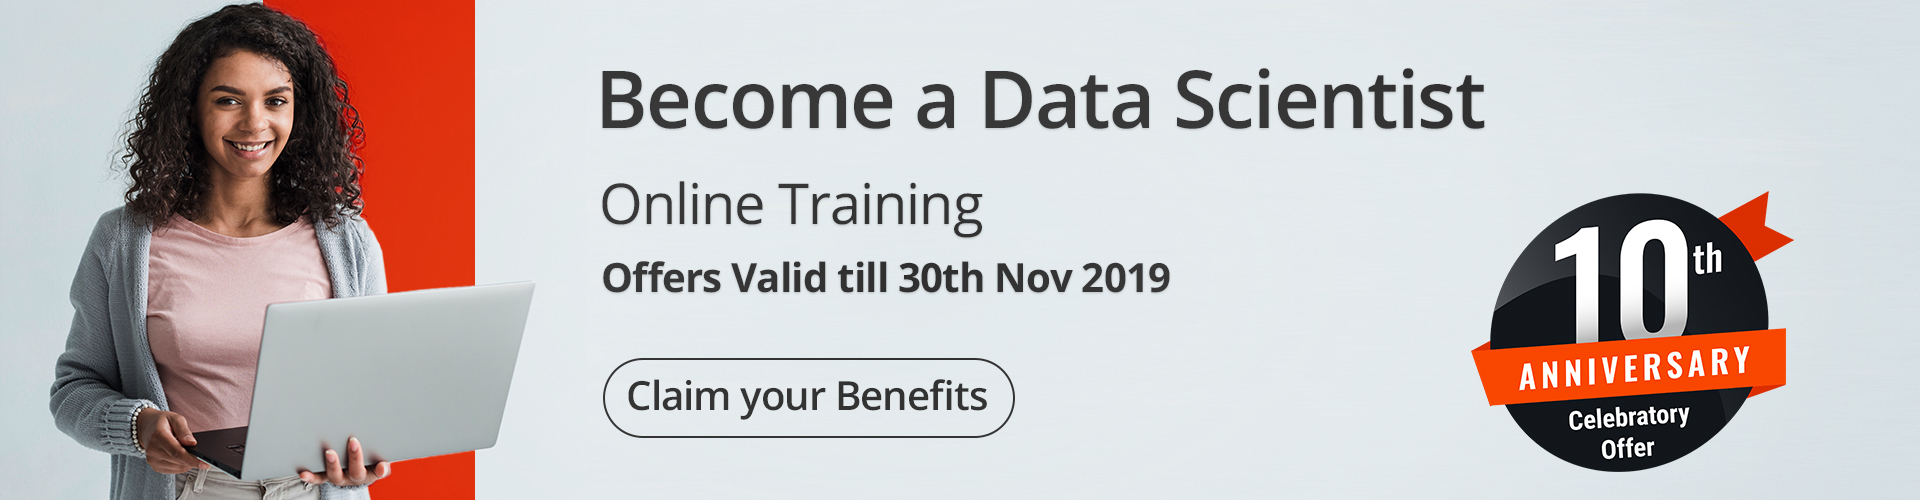 Become a Data Scientist
Online Training
Offers Valid till 30th Nov 2019
Claim your Benefits
10th
ANNIVERSARY
Celebratory
Offer